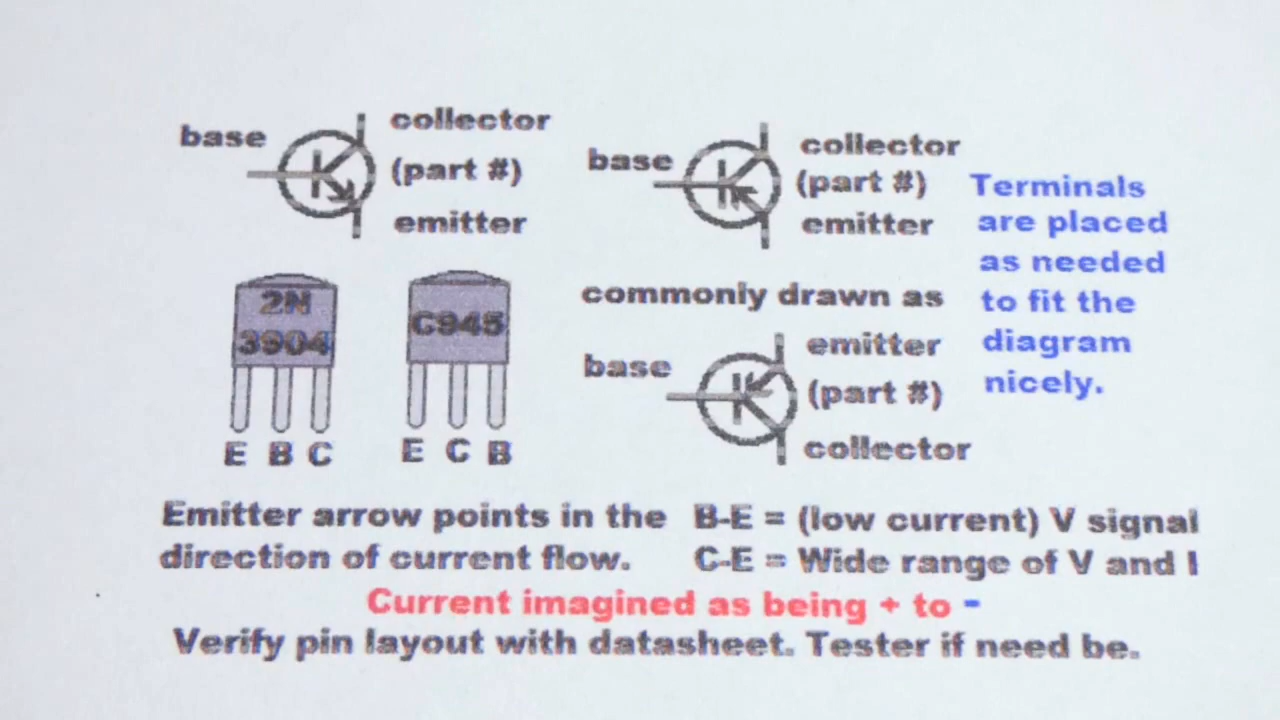 base
collector
(part #)
emitter
base
collector
(part #)
emitter
Terminals
are placed
as needed
to fit the
diagram
nicely.
2N
3904
E B C
C945
E C B
commonly drawn as
base
emitter
(part #)
collector
Emitter arrow points in the
direction of current flow.
B-E = (low current) V signal
C-E = Wide range of V and I
Current imagined as being + to -
Verify pin layout with datasheet. Tester if need be.